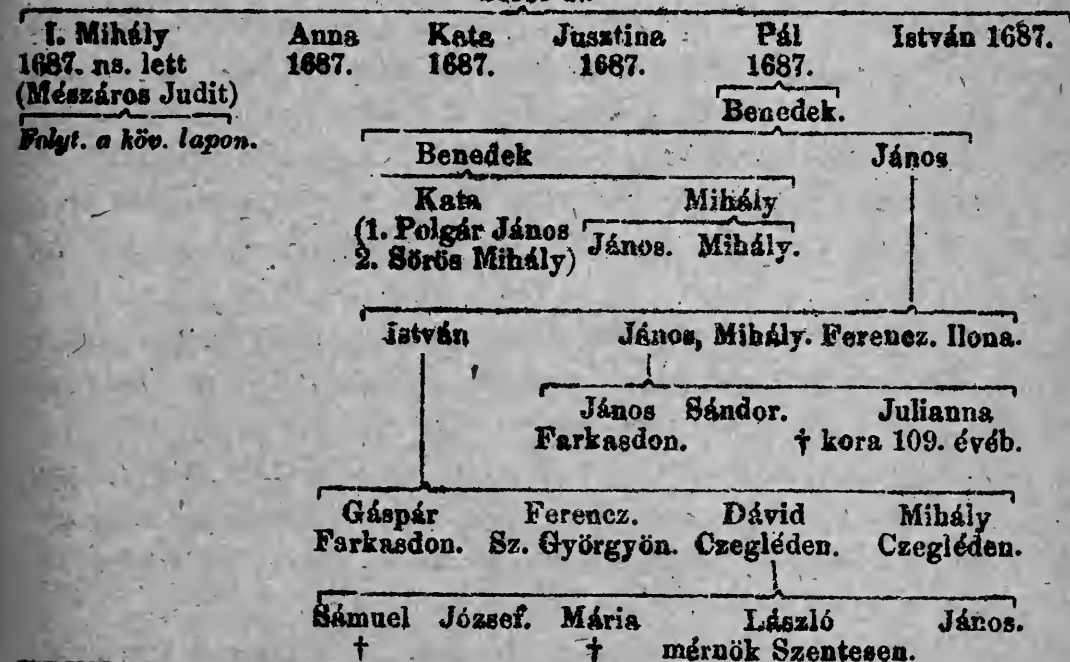 I. Mihály Anna Kata Jusztina Pál István 1687.
1687. ns. lett 1687. 1687. 1687. 1687.
(Mészáros Judit)
Benedek.
Folyt. a köv. lapon.
Benedek János
Kata Mihály
(1. Polgár János
2. Sörös Mihály) János. Mihály.
István János, Mihály. Ferencz. Ilona.
János Sándor. Julianna
Farkasdon. † kora 109. évéb.
Gáspár Ferencz. Dávid Mihály
Farkasdon. Sz. Györgyön. Czegléden. Czegléden.
Sámuel József. Mária László János.
† † mérnök Szentesen.